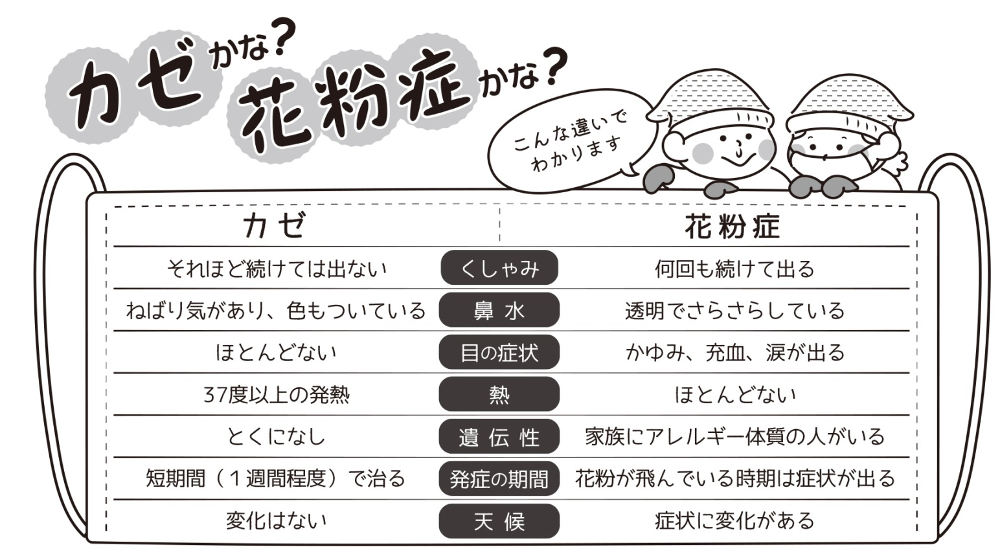 カゼかな?
花粉症かな?
こんな違いで
わかります
カゼ 花粉症
それほど続けては出ない くしゃみ 何回も続けて出る
ねばり気があり、色もついている 鼻水 透明でさらさらしている
ほとんどない 目の症状 かゆみ、充血、涙が出る
37度以上の発熱 熱 ほとんどない
とくになし 遺伝性 家族にアレルギー体質の人がいる
短期間(1週間程度)で治る 発症の期間 花粉が飛んでいる時期は症状が出る
変化はない 天候 症状に変化がある